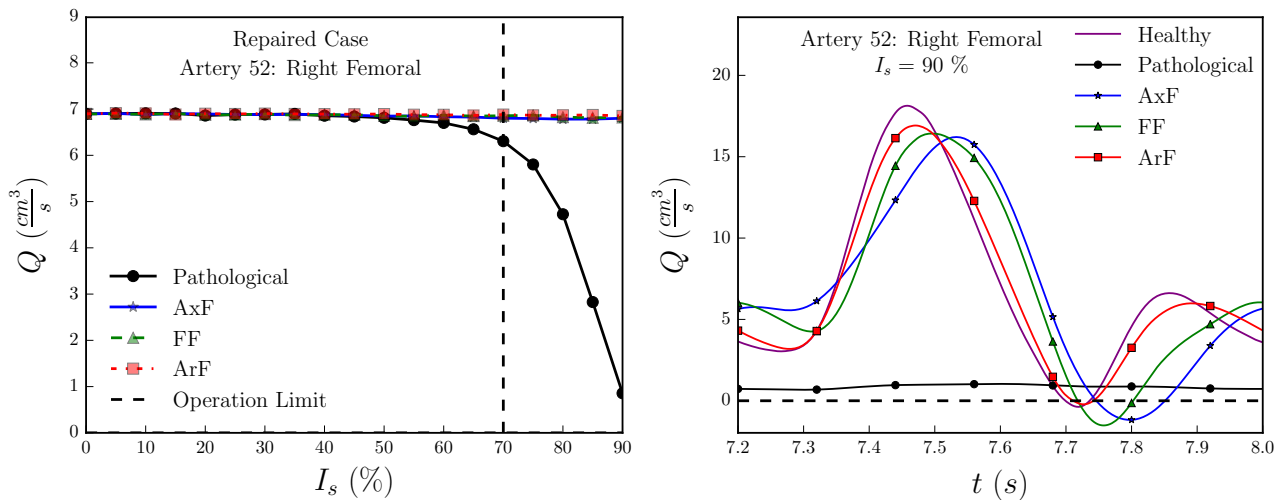 9
8
7
6
5
4
3
2
1
0
Q (cm³/s)
Repaired Case
Artery 52: Right Femoral
Pathological
AxF
FF
ArF
Operation Limit
0 10 20 30 40 50 60 70 80 90
I_s (%)
20
15
10
5
0
Q (cm³/s)
Artery 52: Right Femoral
I_s = 90 %
Healthy
Pathological
AxF
FF
ArF
7.2 7.3 7.4 7.5 7.6 7.7 7.8 7.9 8.0
t (s)